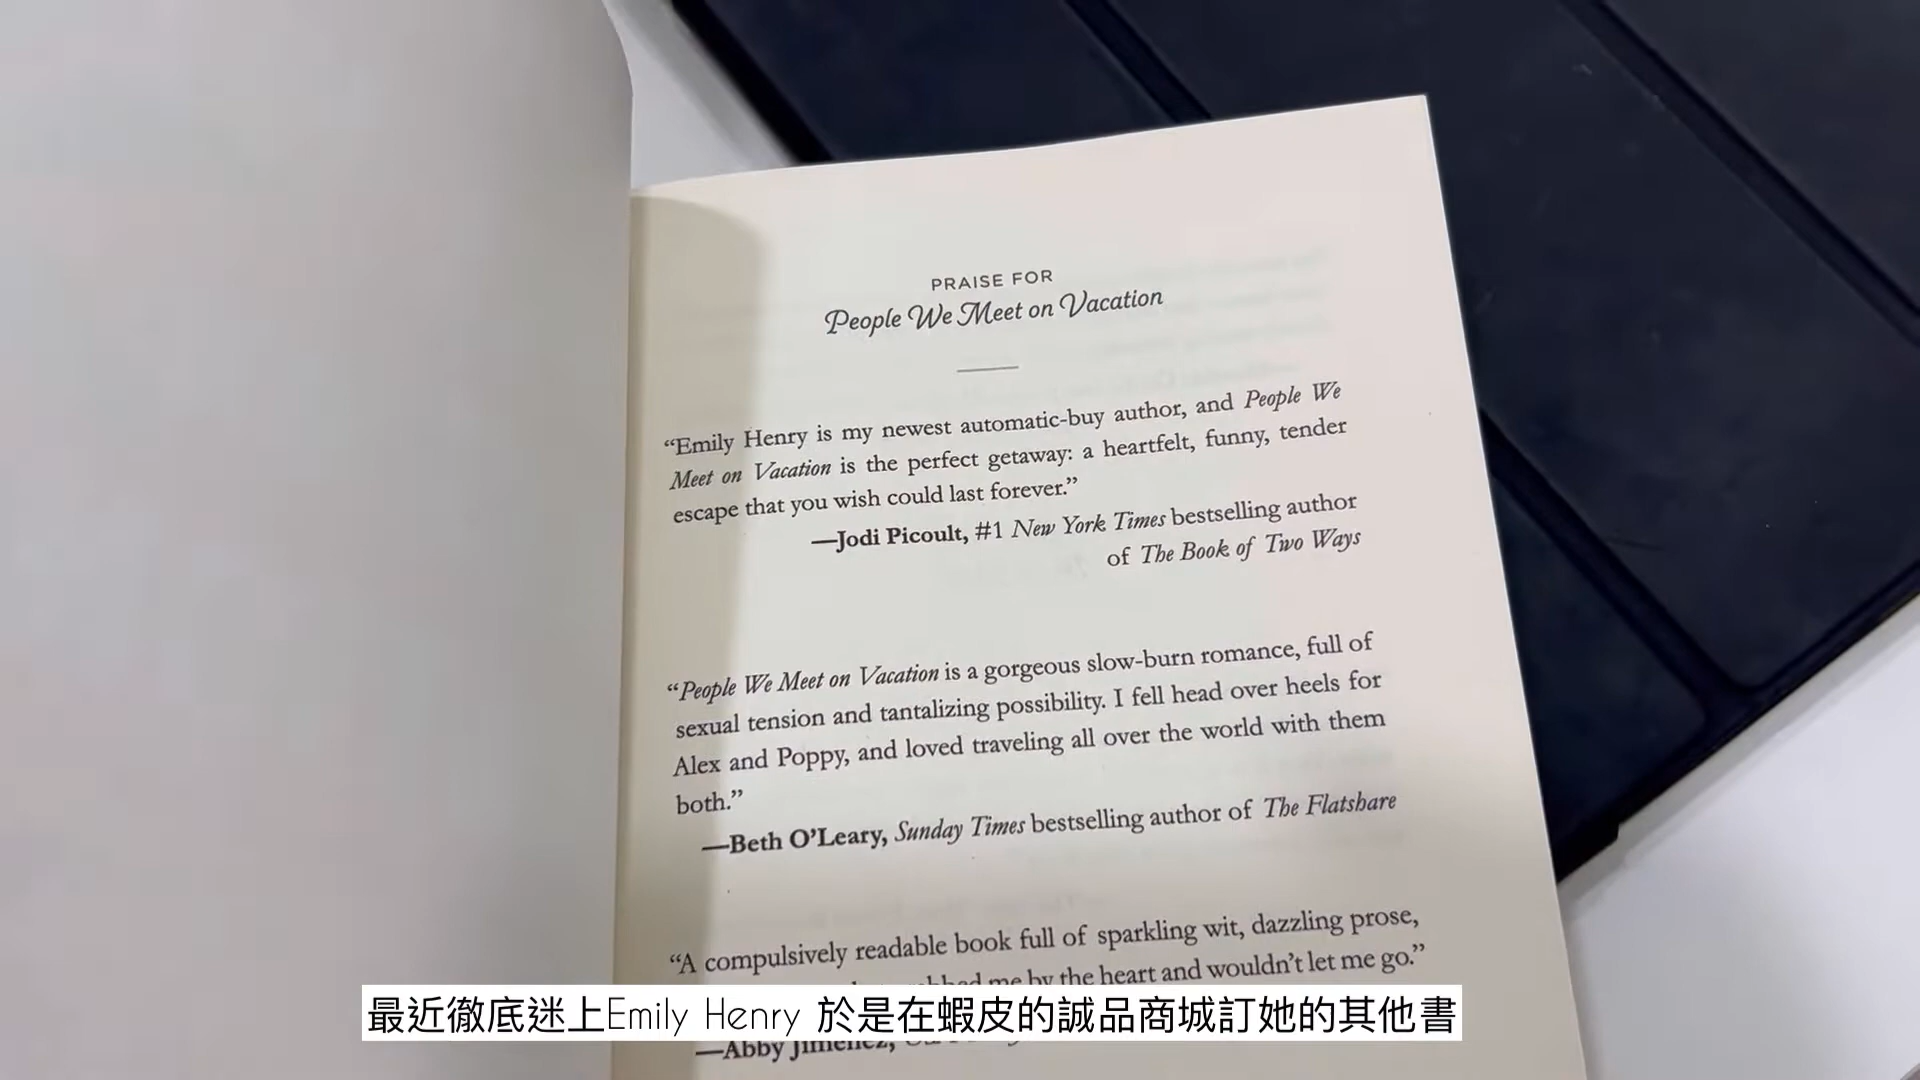 PRAISE FOR
People We Meet on Vacation
“Emily Henry is my newest automatic-buy author, and People We
Meet on Vacation is the perfect getaway: a heartfelt, funny, tender
escape that you wish could last forever.”
—Jodi Picoult, #1 New York Times bestselling author
of The Book of Two Ways
“People We Meet on Vacation is a gorgeous slow-burn romance, full of
sexual tension and tantalizing possibility. I fell head over heels for
Alex and Poppy, and loved traveling all over the world with them
both.”
—Beth O’Leary, Sunday Times bestselling author of The Flatshare
“A compulsively readable book full of sparkling wit, dazzling prose,
me by the heart and wouldn’t let me go.”
最近徹底迷上Emily Henry 於是在蝦皮的誠品商城訂她的其他書
—Abby Jimenez,